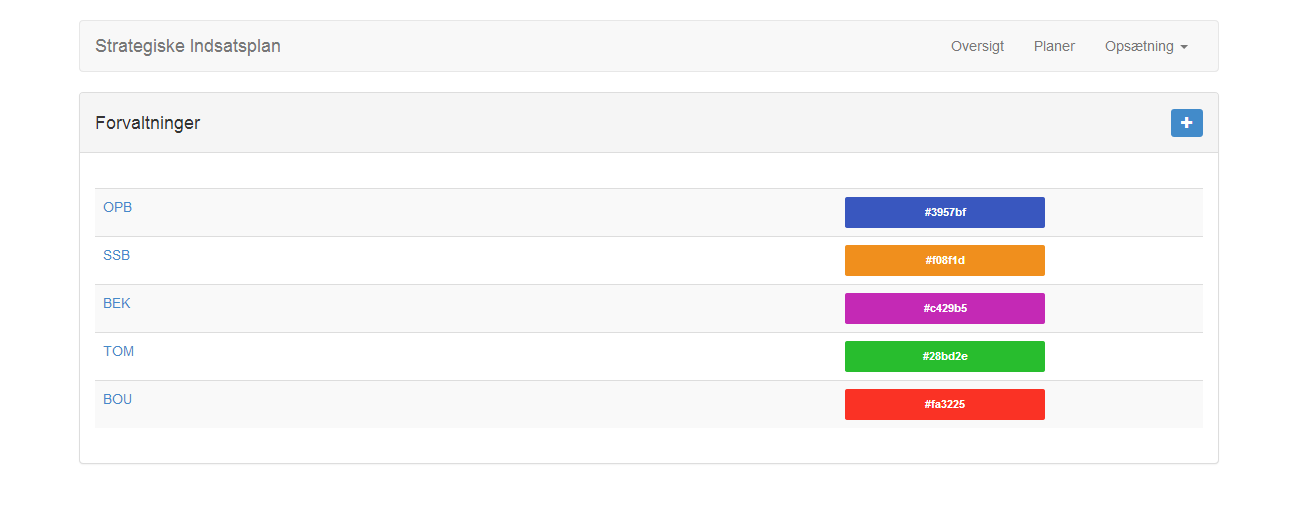 Strategiske Indsatsplan Oversigt Planer Opsætning
Forvaltninger
OPB #3957bf
SSB #f08f1d
BEK #c429b5
TOM #28bd2e
BOU #fa3225